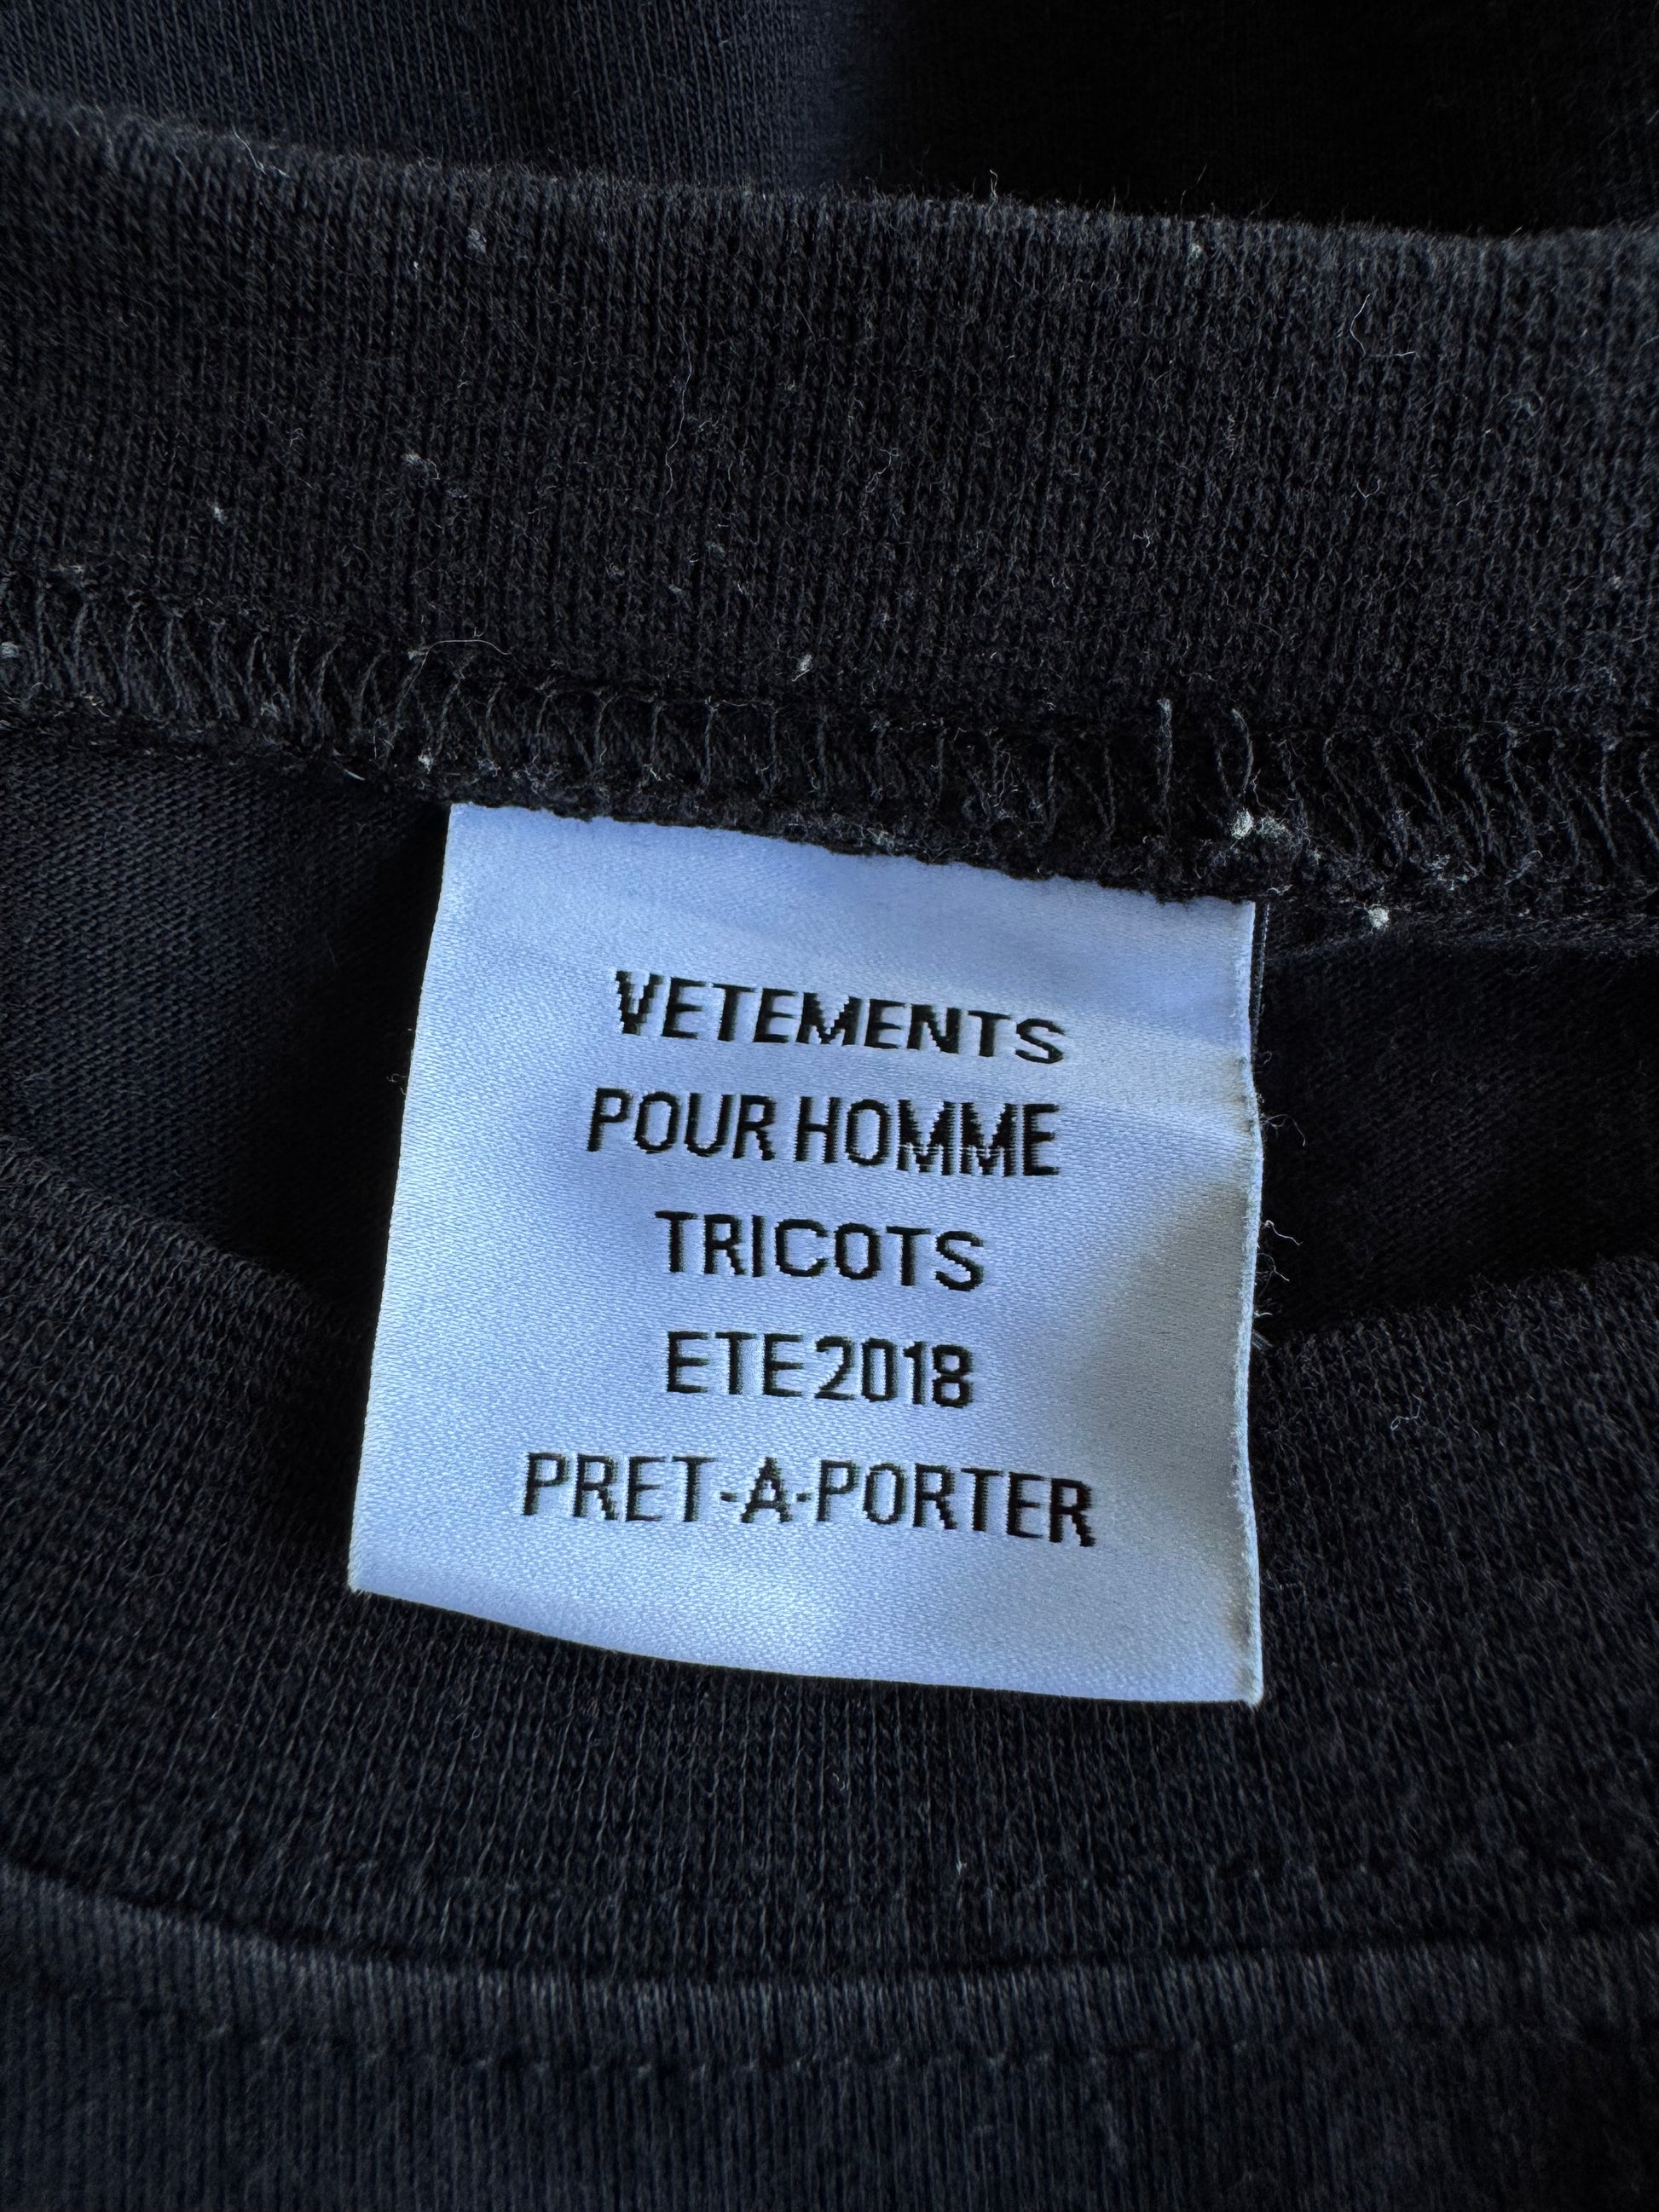 VETEMENTS
POUR HOMME
TRICOTS
ETE 2018
PRET-A-PORTER